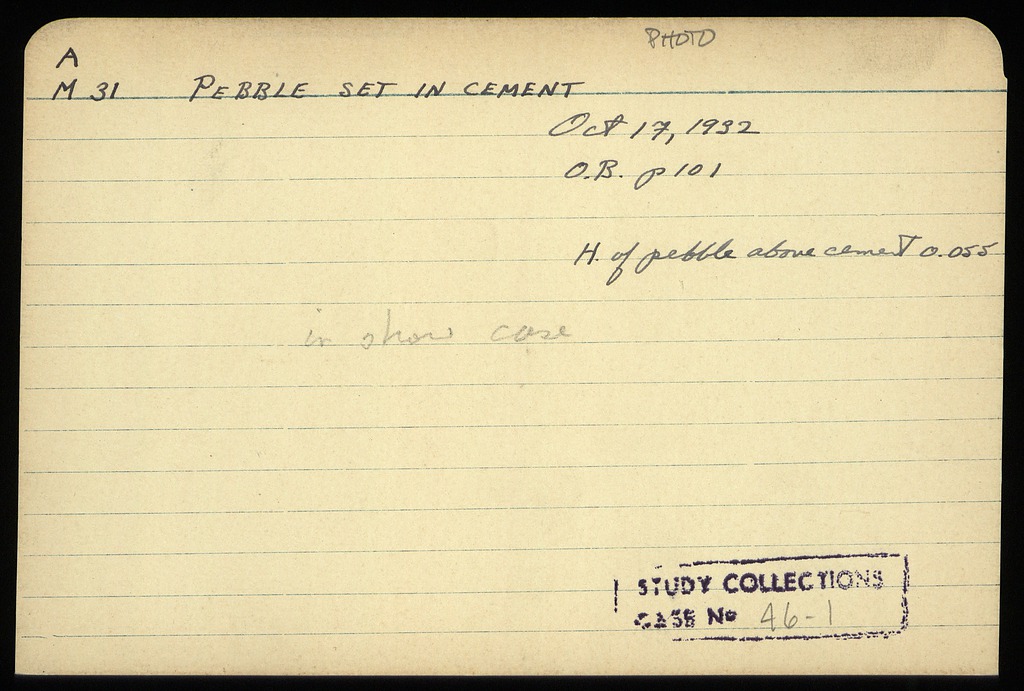 PHOTO
A
M 31 PEBBLE SET IN CEMENT
Oct 17, 1932
O.B. p 101
H. of pebble above cement 0.055
in show case
STUDY COLLECTIONS
CASE No 46-1